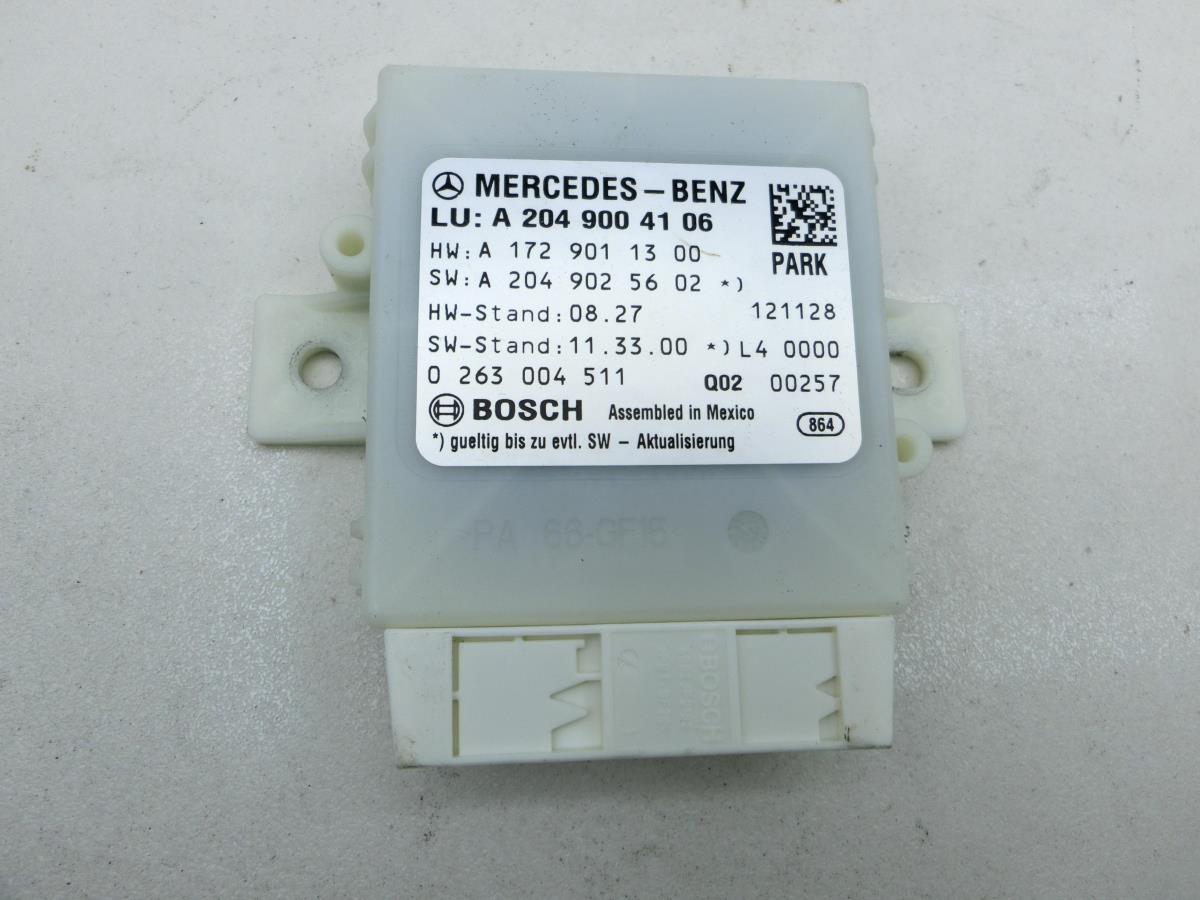 MERCEDES-BENZ
LU: A 204 900 41 06
HW: A 172 901 13 00
PARK
SW: A 204 902 56 02 *)
HW-Stand: 08.27 121128
SW-Stand: 11.33.00 *) L4 0000
0 263 004 511 Q02 00257
BOSCH Assembled in Mexico 864
*) gueltig bis zu evtl. SW - Aktualisierung
PA 66-GF15
BOSCH